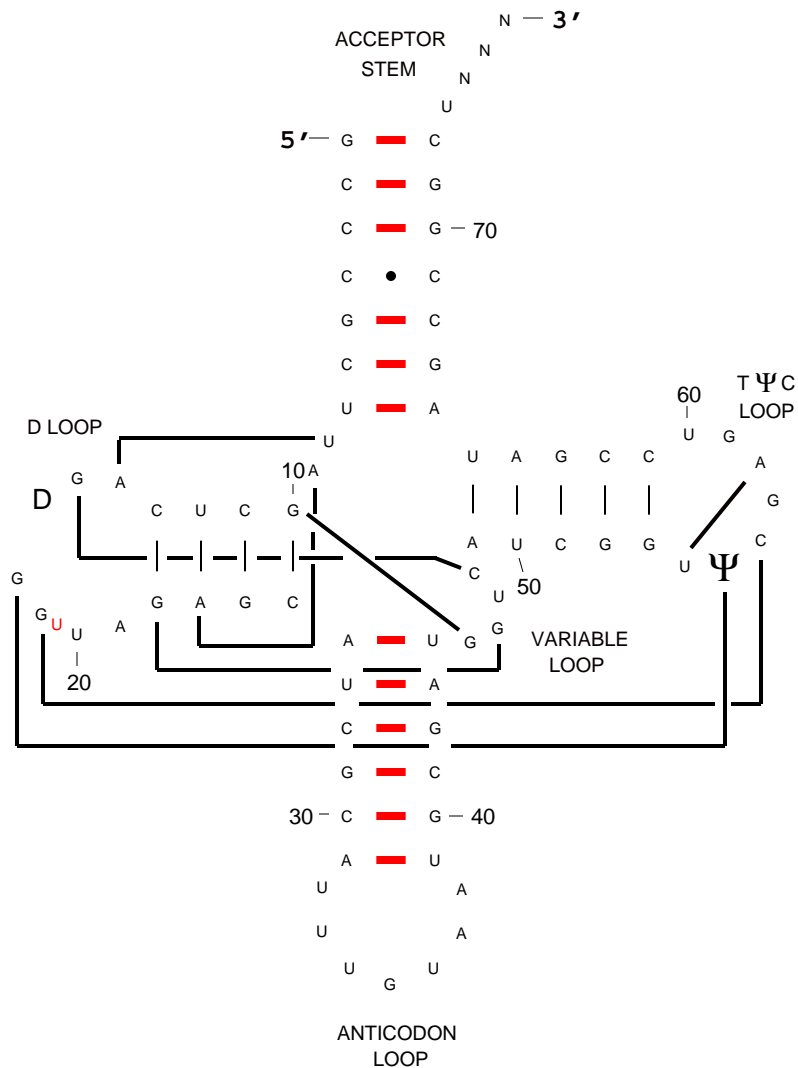 N 3′
ACCEPTOR
STEM
N
N
U
5′ G C
C G
C G 70
C C
G C
C G
U A
T Ψ C
LOOP
60
D LOOP
U
U G
U A G C C A
10 A
D G A
C U C G
G
A U C G G U Ψ C
C
50
G
U
G A G C
G U U A
G
G
A U
VARIABLE
LOOP
20
U A
C G
G C
30 C G 40
A U
U A
U A
U U
G
ANTICODON
LOOP